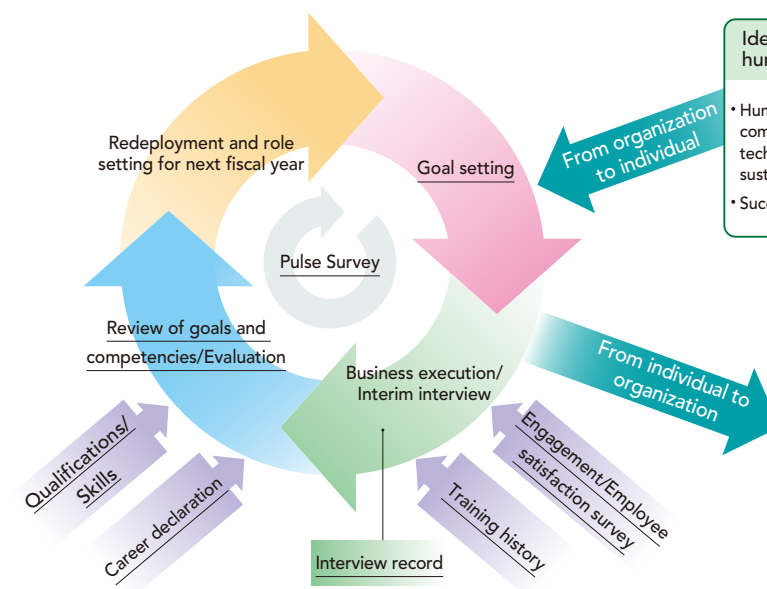 Redeployment and role
setting for next fiscal year
Goal setting
From organization
to individual
Pulse Survey
Review of goals and
competencies/Evaluation
Business execution/
Interim interview
From individual to
organization
Qualifications/
Skills
Career declaration
Interview record
Training history
Engagement/Employee
satisfaction survey